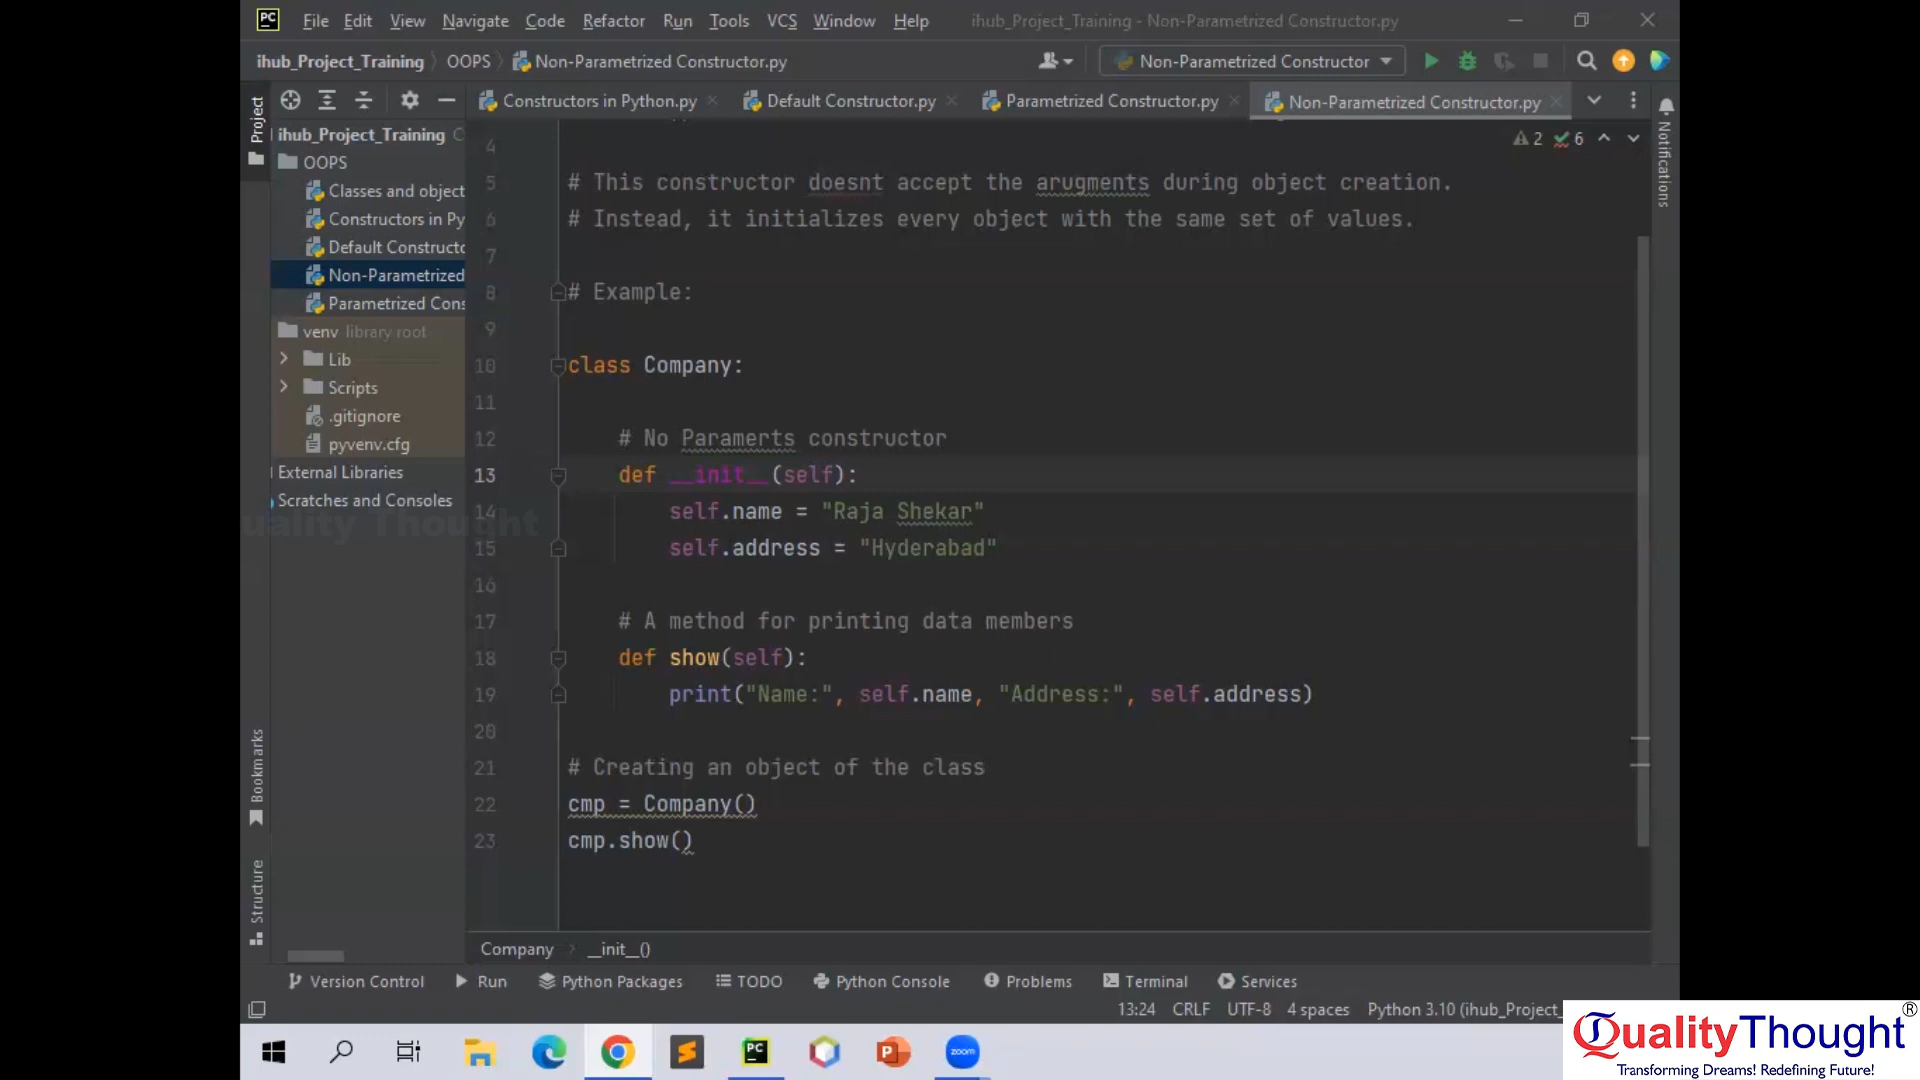 PC File Edit View Navigate Code Refactor Run Tools VCS Window Help ihub_Project_Training - Non-Parametrized Constructor.py
ihub_Project_Training OOPS Non-Parametrized Constructor.py Non-Parametrized Constructor
Constructors in Python.py Default Constructor.py Parametrized Constructor.py Non-Parametrized Constructor.py
Project
ihub_Project_Training C
OOPS
Classes and object
Constructors in Py
Default Constructo
Non-Parametrized
Parametrized Cons
venv library root
Lib
Scripts
.gitignore
pyvenv.cfg
External Libraries
Scratches and Consoles
Quality Thought
Bookmarks
Structure
Notifications
2 6
4
5 # This constructor doesnt accept the arugments during object creation.
6 # Instead, it initializes every object with the same set of values.
7
8 # Example:
9
10 class Company:
11
12 # No Paramerts constructor
13 def __init__(self):
14 self.name = "Raja Shekar"
15 self.address = "Hyderabad"
16
17 # A method for printing data members
18 def show(self):
19 print("Name:", self.name, "Address:", self.address)
20
21 # Creating an object of the class
22 cmp = Company()
23 cmp.show()
Company __init__()
Version Control Run Python Packages TODO Python Console Problems Terminal Services
13:24 CRLF UTF-8 4 spaces Python 3.10 (ihub_Project_
PC P zoom
QualityThought®
Transforming Dreams! Redefining Future!